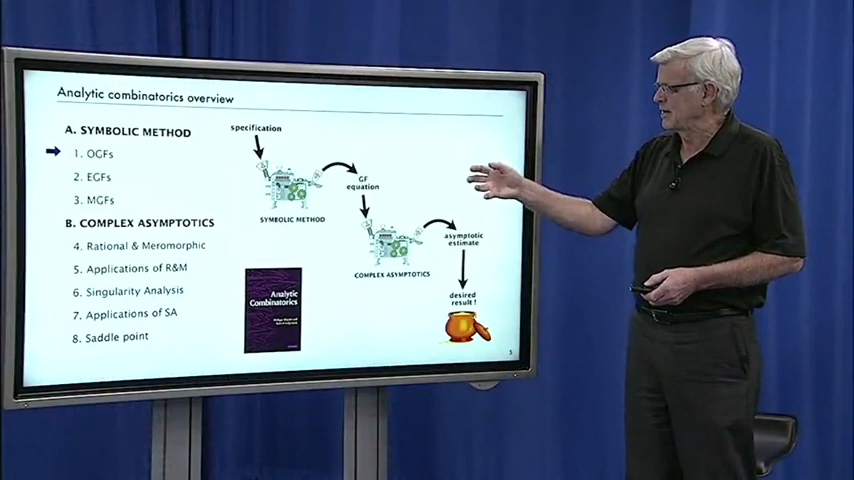 Analytic combinatorics overview
A. SYMBOLIC METHOD
1. OGFs
2. EGFs
3. MGFs
B. COMPLEX ASYMPTOTICS
4. Rational & Meromorphic
5. Applications of R&M
6. Singularity Analysis
7. Applications of SA
8. Saddle point
specification
SYMBOLIC METHOD
GF
equation
COMPLEX ASYMPTOTICS
asymptotic
estimate
desired
result !
Analytic
Combinatorics
5